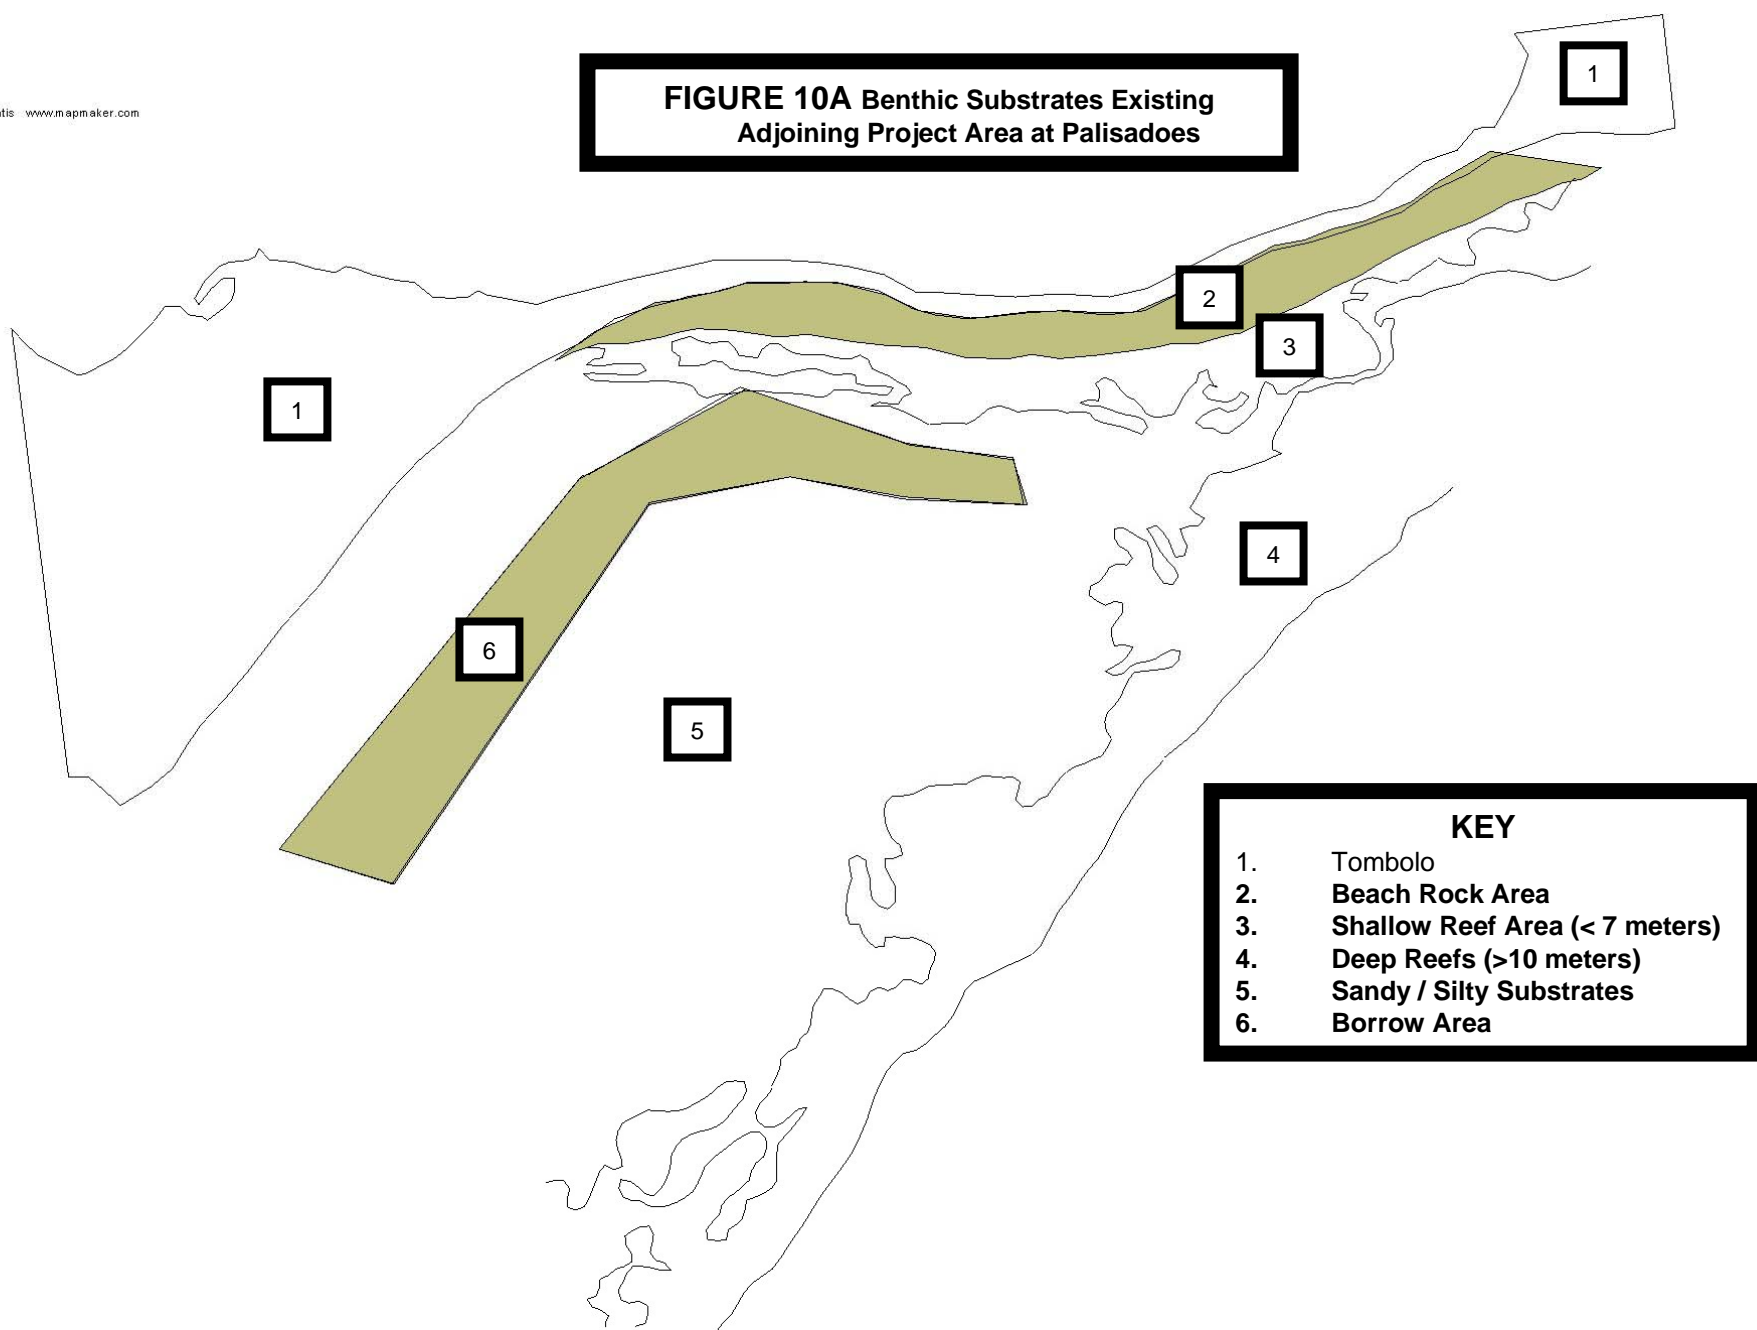 FIGURE 10A Benthic Substrates Existing
Adjoining Project Area at Palisadoes
www.mapmaker.com
1
2
3
1
4
6
5
KEY
1. Tombolo
2. Beach Rock Area
3. Shallow Reef Area (< 7 meters)
4. Deep Reefs (>10 meters)
5. Sandy / Silty Substrates
6. Borrow Area